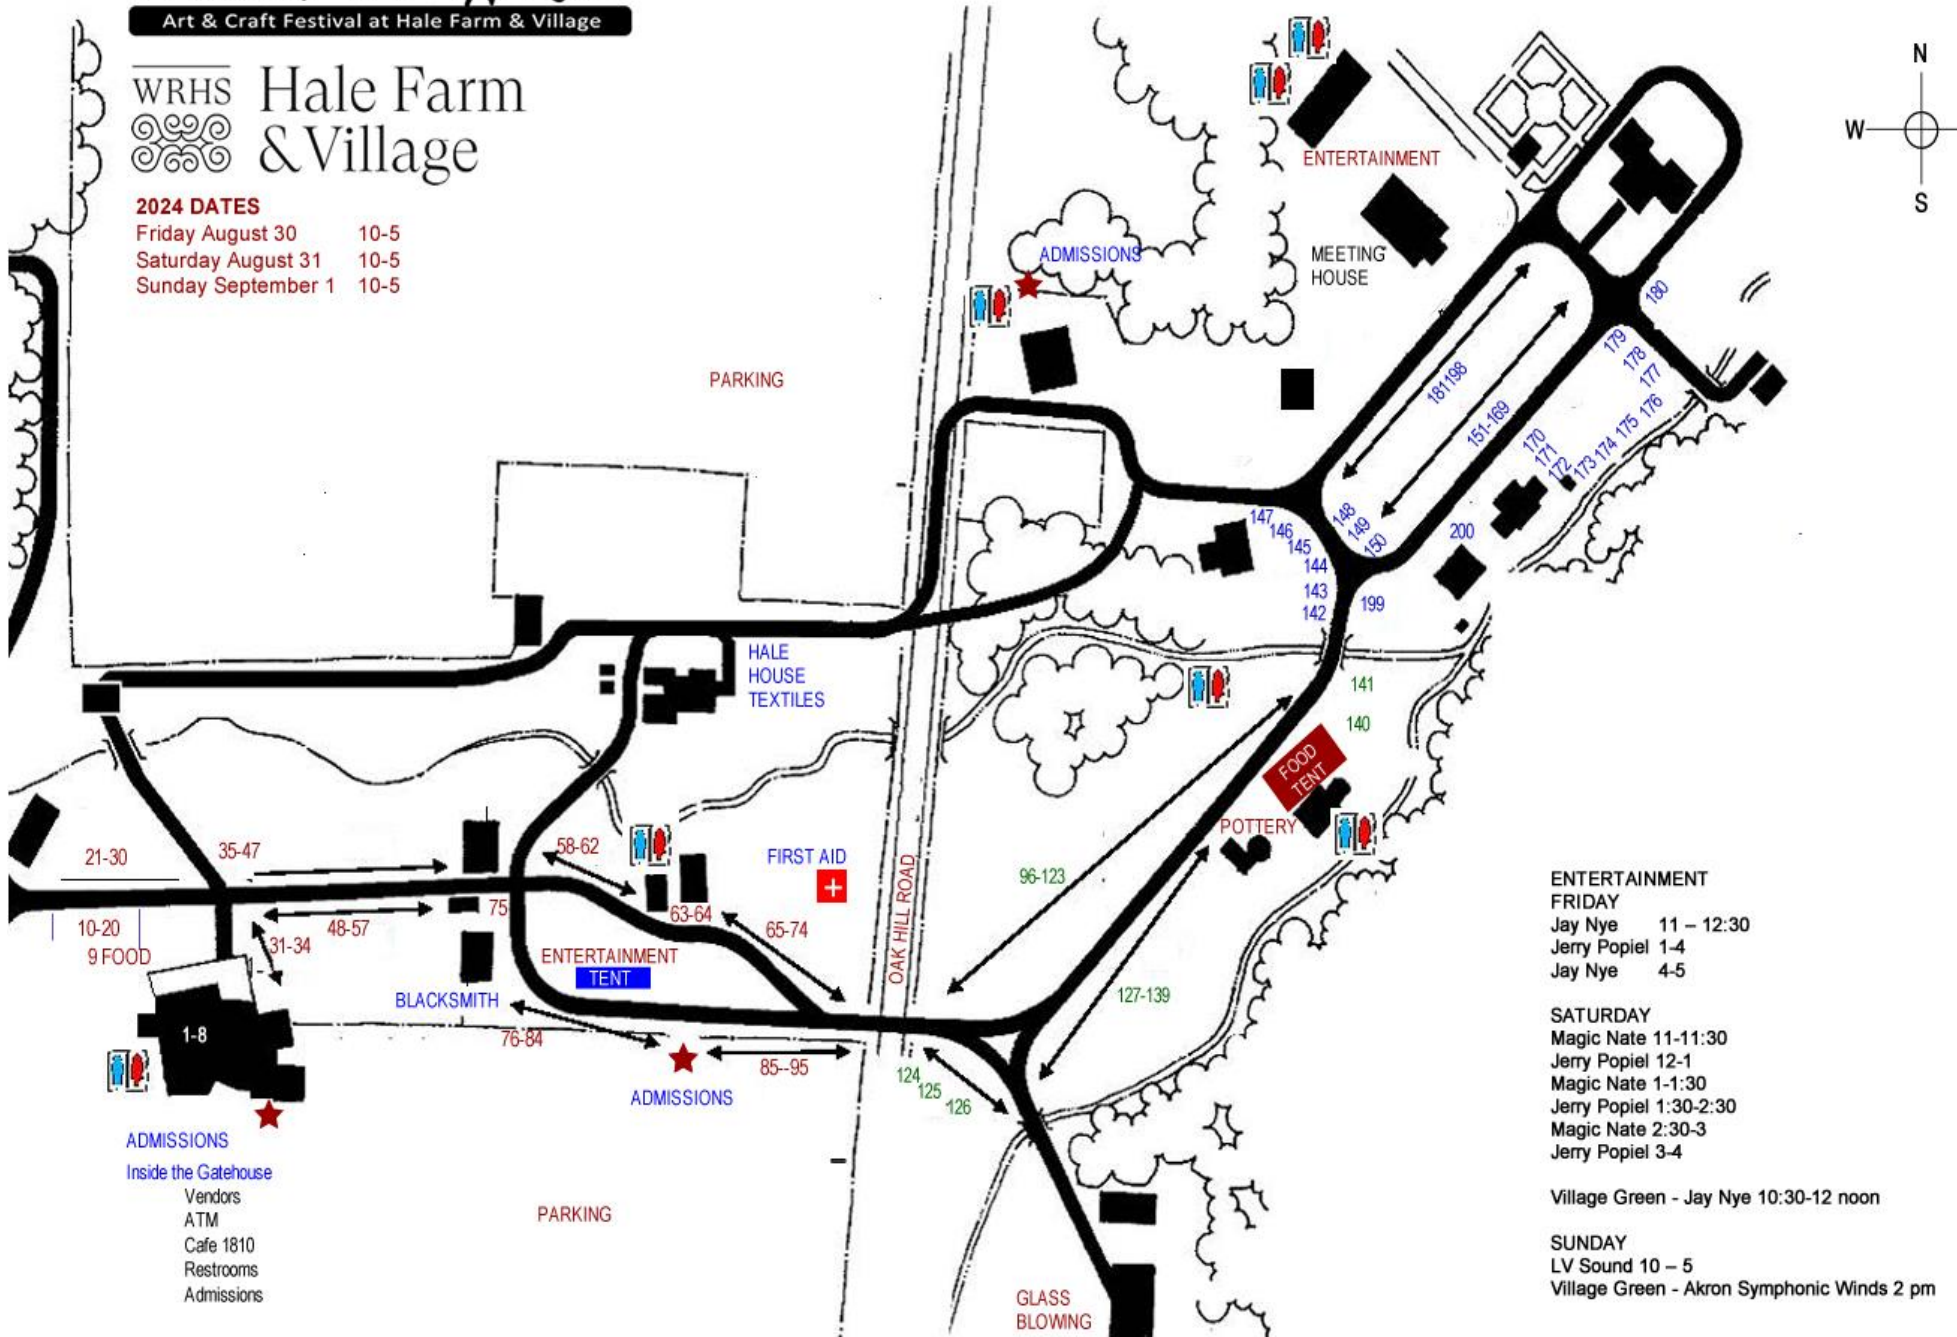 Art & Craft Festival at Hale Farm & Village
WRHS
Hale Farm
& Village
2024 DATES
Friday August 30 10-5
Saturday August 31 10-5
Sunday September 1 10-5
N
W
S
ENTERTAINMENT
MEETING
HOUSE
ADMISSIONS
PARKING
180
179
178
177
176
175
174
173
172
171
170
181198
151-169
148
149
150
147
146
145
144
143
142
199
200
HALE
HOUSE
TEXTILES
141
140
FOOD
TENT
POTTERY
21-30
35-47
58-62
FIRST AID
OAK HILL ROAD
96-123
10-20
9 FOOD
31-34
48-57
75
63-64
65-74
ENTERTAINMENT
TENT
BLACKSMITH
127-139
1-8
76-84
85--95
124
125
126
ADMISSIONS
ADMISSIONS
Inside the Gatehouse
Vendors
ATM
Cafe 1810
Restrooms
Admissions
PARKING
GLASS
BLOWING
ENTERTAINMENT
FRIDAY
Jay Nye 11 – 12:30
Jerry Popiel 1-4
Jay Nye 4-5
SATURDAY
Magic Nate 11-11:30
Jerry Popiel 12-1
Magic Nate 1-1:30
Jerry Popiel 1:30-2:30
Magic Nate 2:30-3
Jerry Popiel 3-4
Village Green - Jay Nye 10:30-12 noon
SUNDAY
LV Sound 10 – 5
Village Green - Akron Symphonic Winds 2 pm